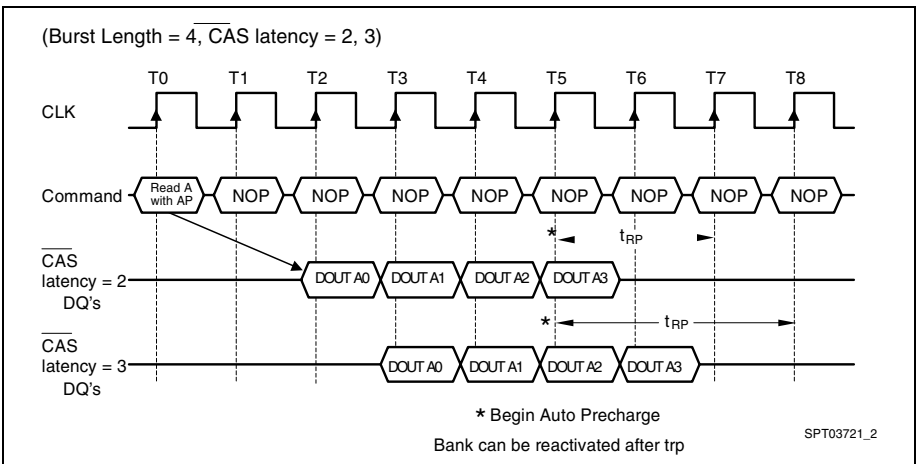 (Burst Length = 4, CAS latency = 2, 3)
T0 T1 T2 T3 T4 T5 T6 T7 T8
CLK
Command Read A with AP NOP NOP NOP NOP NOP NOP NOP NOP
* tRP
CAS
latency = 2
DQ's
DOUT A0 DOUT A1 DOUT A2 DOUT A3
* tRP
CAS
latency = 3
DQ's
DOUT A0 DOUT A1 DOUT A2 DOUT A3
* Begin Auto Precharge
Bank can be reactivated after trp
SPT03721_2